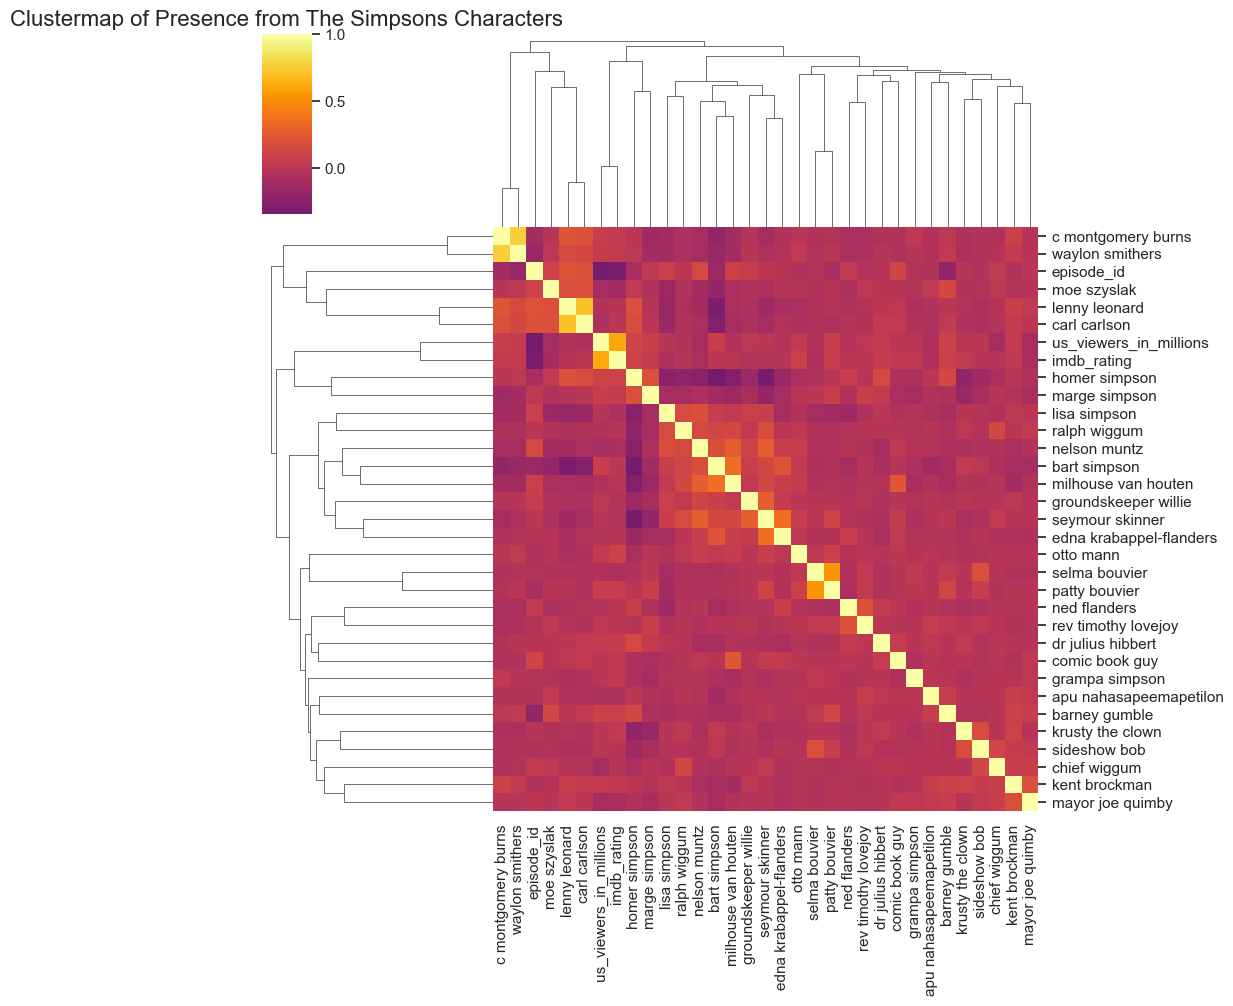 Clustermap of Presence from The Simpsons Characters
1.0
0.5
0.0
c montgomery burns
waylon smithers
episode_id
moe szyslak
lenny leonard
carl carlson
us_viewers_in_millions
imdb_rating
homer simpson
marge simpson
lisa simpson
ralph wiggum
nelson muntz
bart simpson
milhouse van houten
groundskeeper willie
seymour skinner
edna krabappel-flanders
otto mann
selma bouvier
patty bouvier
ned flanders
rev timothy lovejoy
dr julius hibbert
comic book guy
grampa simpson
apu nahasapeemapetilon
barney gumble
krusty the clown
sideshow bob
chief wiggum
kent brockman
mayor joe quimby
c montgomery burns
waylon smithers
episode_id
moe szyslak
lenny leonard
carl carlson
us_viewers_in_millions
imdb_rating
homer simpson
marge simpson
lisa simpson
ralph wiggum
nelson muntz
bart simpson
milhouse van houten
groundskeeper willie
seymour skinner
edna krabappel-flanders
otto mann
selma bouvier
patty bouvier
ned flanders
rev timothy lovejoy
dr julius hibbert
comic book guy
grampa simpson
apu nahasapeemapetilon
barney gumble
krusty the clown
sideshow bob
chief wiggum
kent brockman
mayor joe quimby